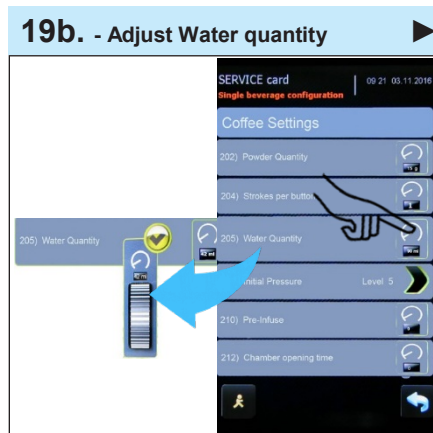 19b. - Adjust Water quantity
SERVICE card
09 21 03.11.2016
Single beverage configuration
Coffee Settings
202) Powder Quantity
204) Strokes per button
205) Water Quantity
205) Water Quantity
Initial Pressure Level 5
210) Pre-Infuse
212) Chamber opening time